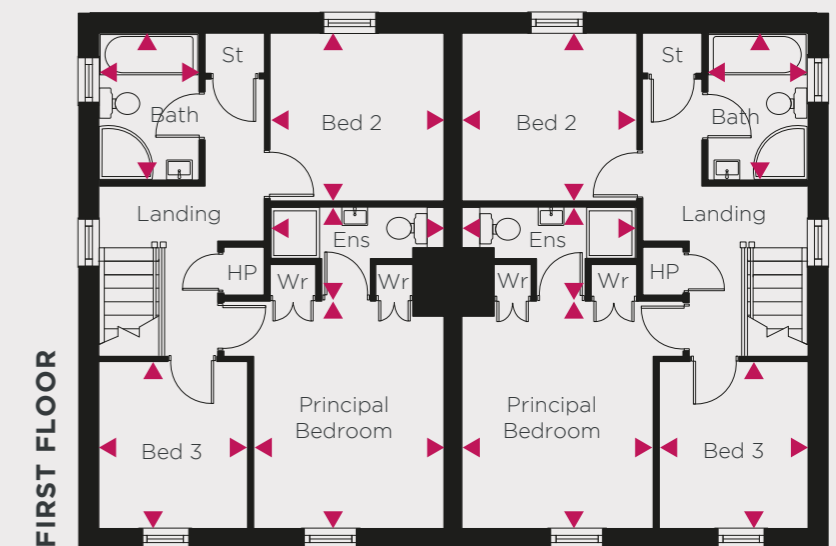 St
St
Bath
Bed 2
Bed 2
Bath
Landing
Landing
Ens
Ens
HP
Wr
Wr
Wr
Wr
HP
Principal
Bedroom
Principal
Bedroom
Bed 3
Bed 3
FIRST FLOOR